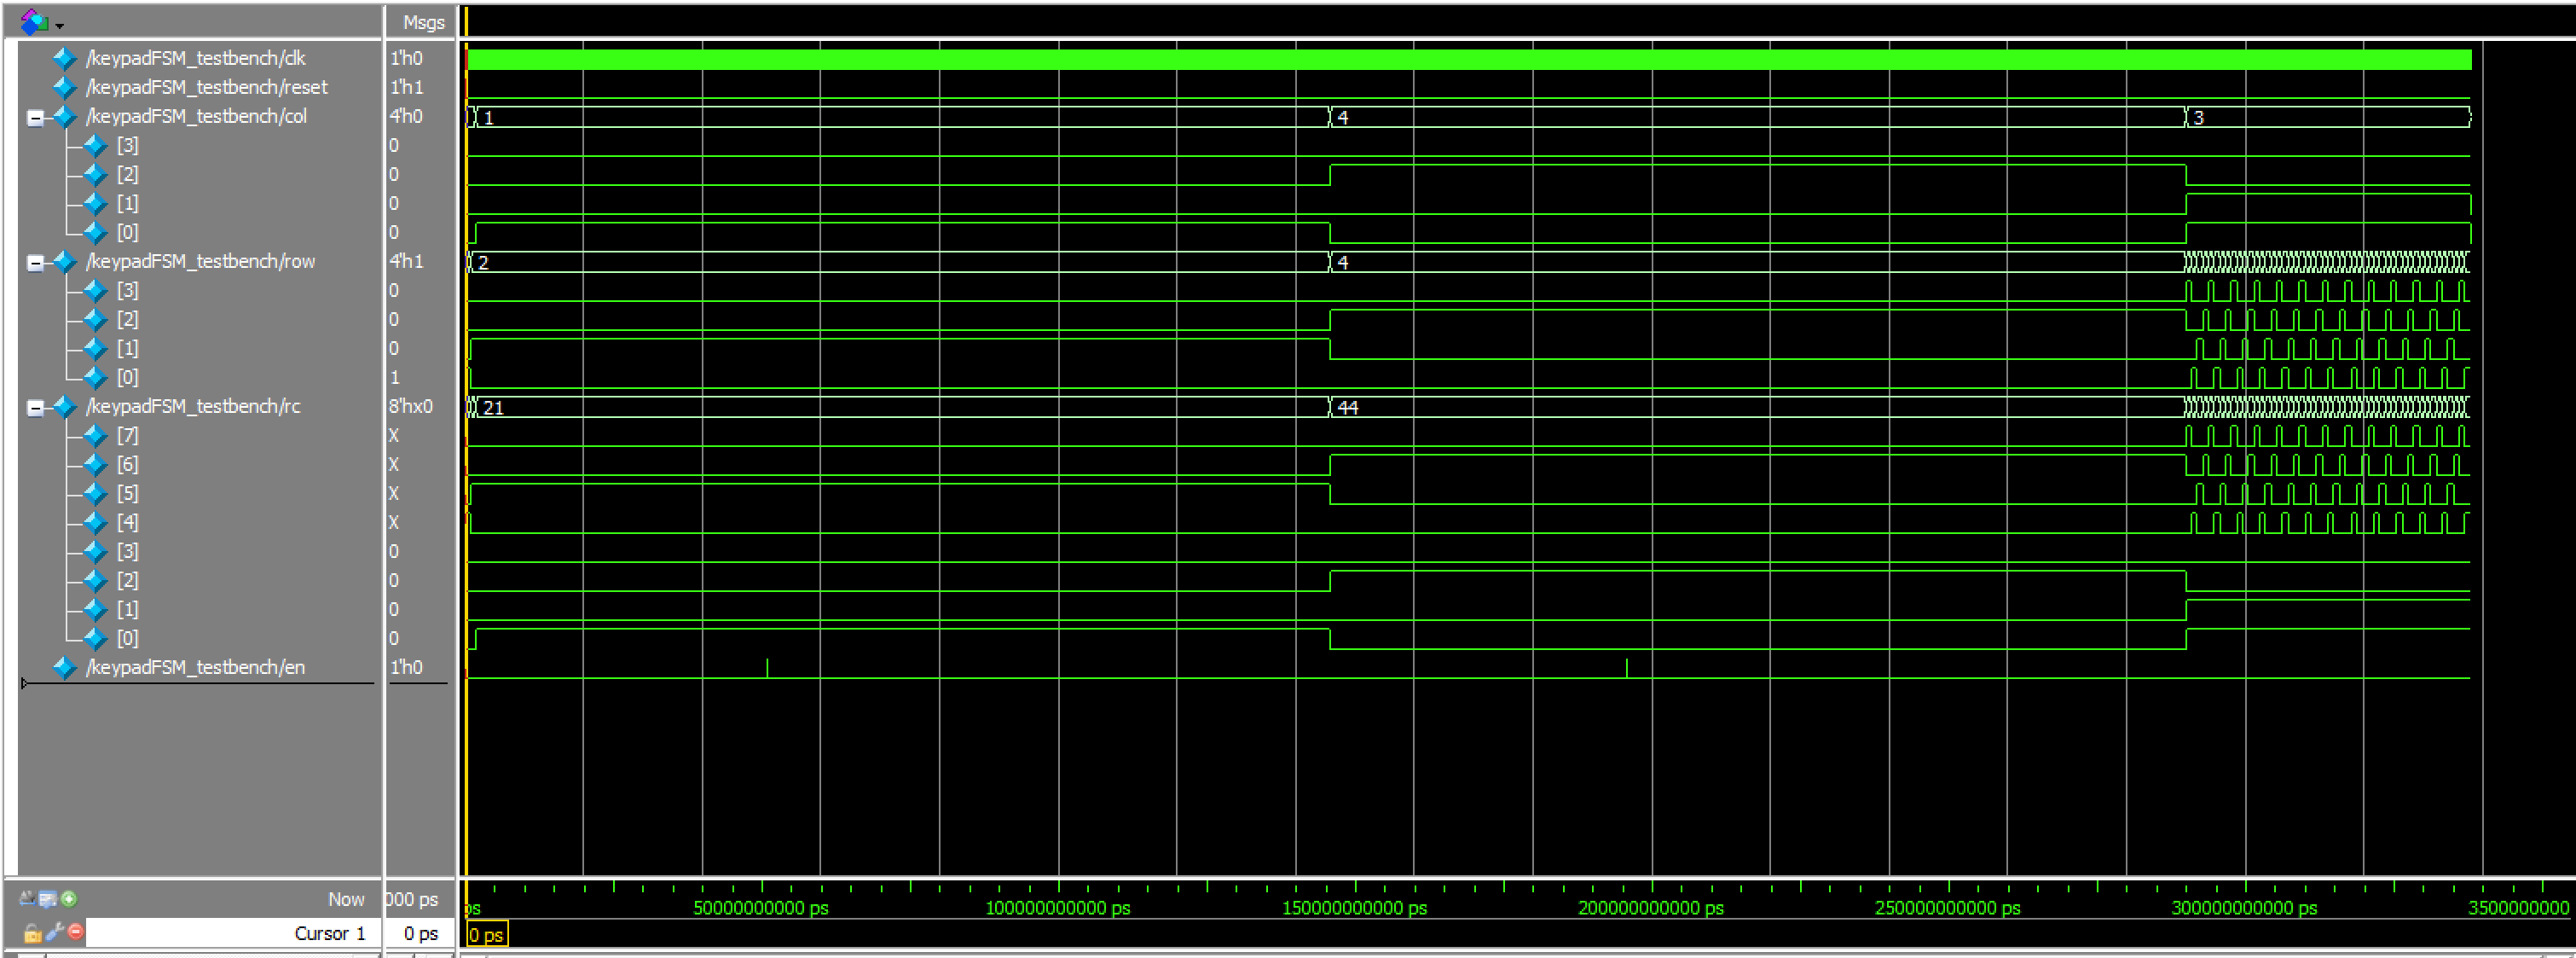 Msgs
/keypadFSM_testbench/clk 1'h0
/keypadFSM_testbench/reset 1'h1
/keypadFSM_testbench/col 4'h0 1 4 3
[3] 0
[2] 0
[1] 0
[0] 0
/keypadFSM_testbench/row 4'h1 2 4
[3] 0
[2] 0
[1] 0
[0] 1
/keypadFSM_testbench/rc 8'hx0 21 44
[7] X
[6] X
[5] X
[4] X
[3] 0
[2] 0
[1] 0
[0] 0
/keypadFSM_testbench/en 1'h0
Now 000 ps ps 50000000000 ps 100000000000 ps 150000000000 ps 200000000000 ps 250000000000 ps 300000000000 ps 3500000000
Cursor 1 0 ps 0 ps